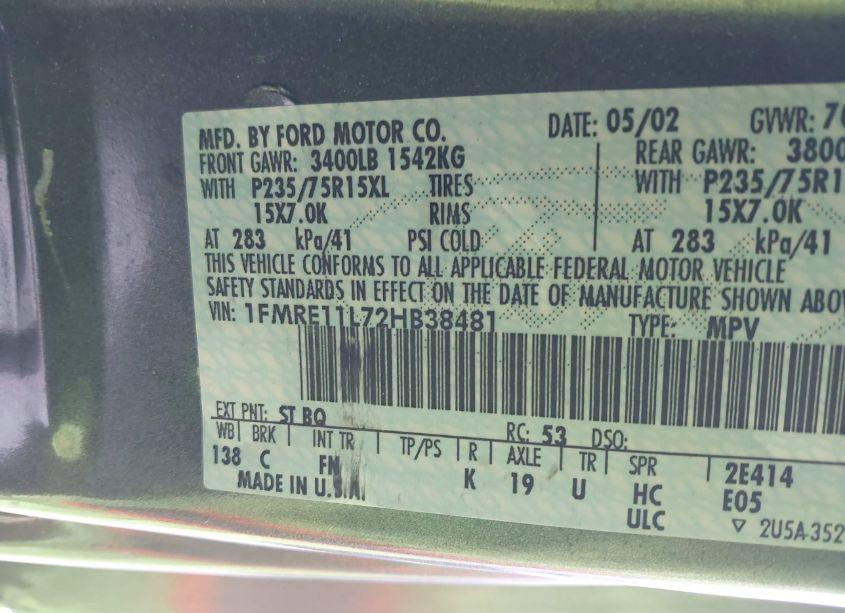 MFD. BY FORD MOTOR CO. DATE: 05/02 GVWR: 70
FRONT GAWR: 3400LB 1542KG REAR GAWR: 3800
WITH P235/75R15XL TIRES WITH P235/75R1
15X7.0K RIMS 15X7.0K
AT 283 kPa/41 PSI COLD AT 283 kPa/41
THIS VEHICLE CONFORMS TO ALL APPLICABLE FEDERAL MOTOR VEHICLE
SAFETY STANDARDS IN EFFECT ON THE DATE OF MANUFACTURE SHOWN ABOV
VIN: 1FMRE11L72HB38481 TYPE: MPV
EXT PNT: ST BQ RC: 53 DSO:
WB BRK INT TR TP/PS R AXLE TR SPR
138 C FN K 19 U HC 2E414
MADE IN U.S.A. ULC E05
2U5A-352